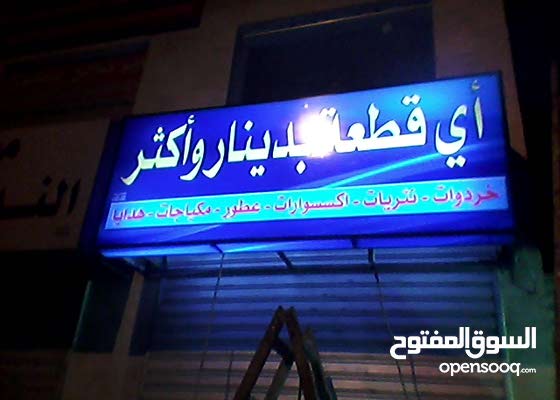 أي قطعة بدينار وأكثر
خردوات - نثريات - اكسسوارات - عطور - مكياجات - هدايا
السوق المفتوح
opensooq.com